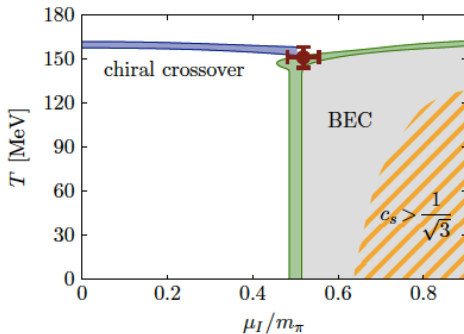 180
150
120
90
60
30
0
T [MeV]
chiral crossover
BEC
c_s > 1/√3
0 0.2 0.4 0.6 0.8
μ_I/m_π